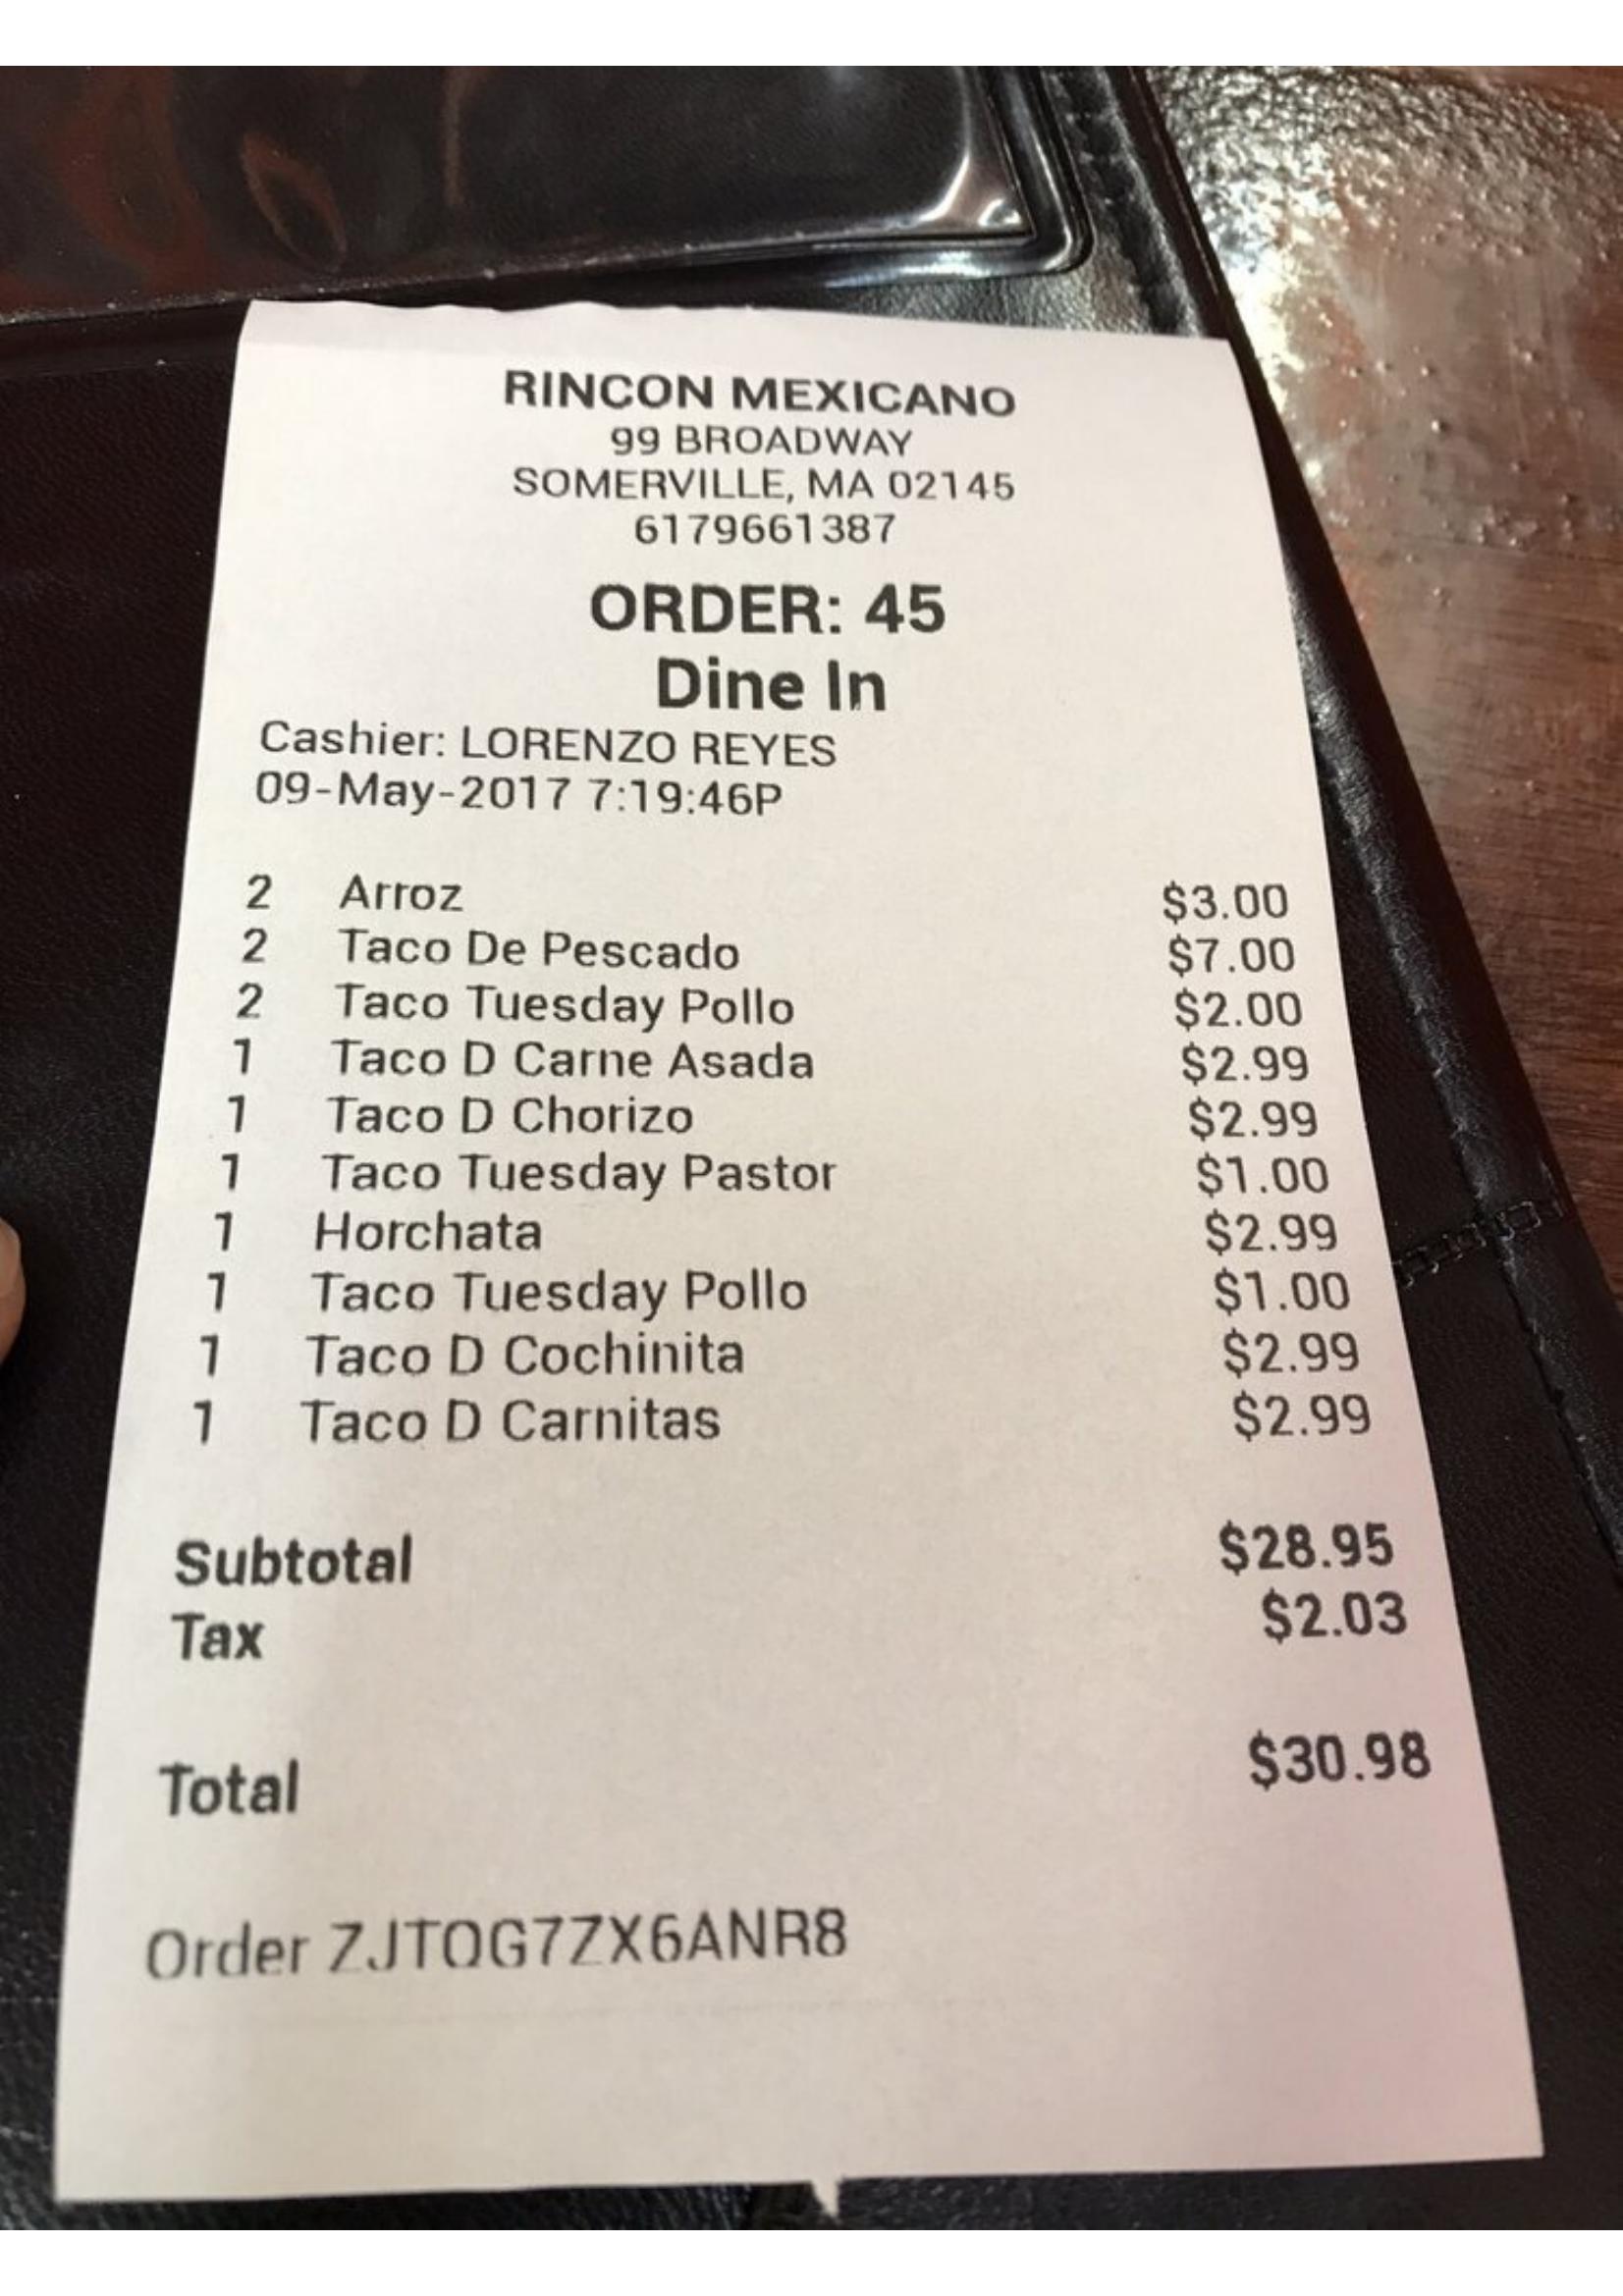 RINCON MEXICANO
99 BROADWAY
SOMERVILLE, MA 02145
6179661387
ORDER: 45
Dine In
Cashier: LORENZO REYES
09-May-2017 7:19:46P
2 Arroz $3.00
2 Taco De Pescado $7.00
2 Taco Tuesday Pollo $2.00
1 Taco D Carne Asada $2.99
1 Taco D Chorizo $2.99
1 Taco Tuesday Pastor $1.00
1 Horchata $2.99
1 Taco Tuesday Pollo $1.00
1 Taco D Cochinita $2.99
1 Taco D Carnitas $2.99
Subtotal $28.95
Tax $2.03
Total $30.98
Order ZJTQG7ZX6ANR8